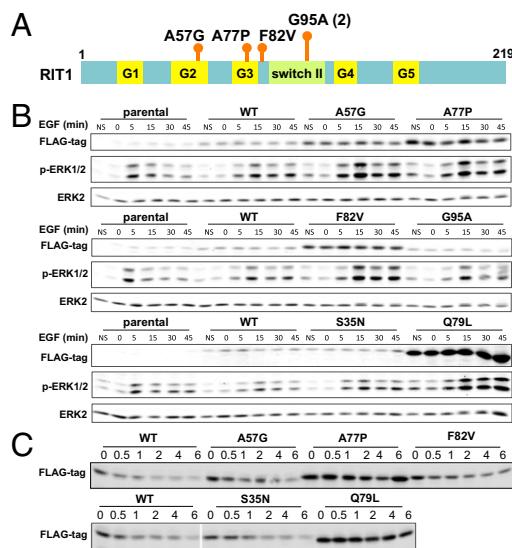 A
G95A (2)
A57G A77P F82V
1 219
RIT1 G1 G2 G3 switch II G4 G5
B
parental WT A57G A77P
EGF (min) NS 0 5 15 30 45 NS 0 5 15 30 45 NS 0 5 15 30 45 NS 0 5 15 30 45
FLAG-tag
p-ERK1/2
ERK2
parental WT F82V G95A
EGF (min) NS 0 5 15 30 45 NS 0 5 15 30 45 NS 0 5 15 30 45 NS 0 5 15 30 45
FLAG-tag
p-ERK1/2
ERK2
parental WT S35N Q79L
EGF (min) NS 0 5 15 30 45 NS 0 5 15 30 45 NS 0 5 15 30 45 NS 0 5 15 30 45
FLAG-tag
p-ERK1/2
ERK2
C
WT A57G A77P F82V
0 0.5 1 2 4 6 0 0.5 1 2 4 6 0 0.5 1 2 4 6 0 0.5 1 2 4 6
FLAG-tag
WT S35N Q79L
0 0.5 1 2 4 6 0 0.5 1 2 4 6 0 0.5 1 2 4 6
FLAG-tag